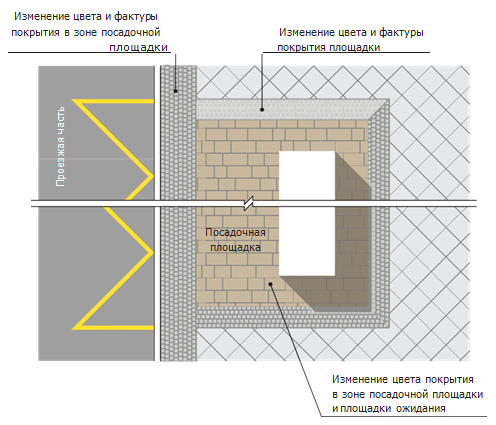 Изменение цвета и фактуры
покрытия в зоне посадочной
площадки
Изменение цвета и фактуры
покрытия площадки
Проезжая часть
Посадочная
площадка
Изменение цвета покрытия
в зоне посадочной площадки
и площадки ожидания